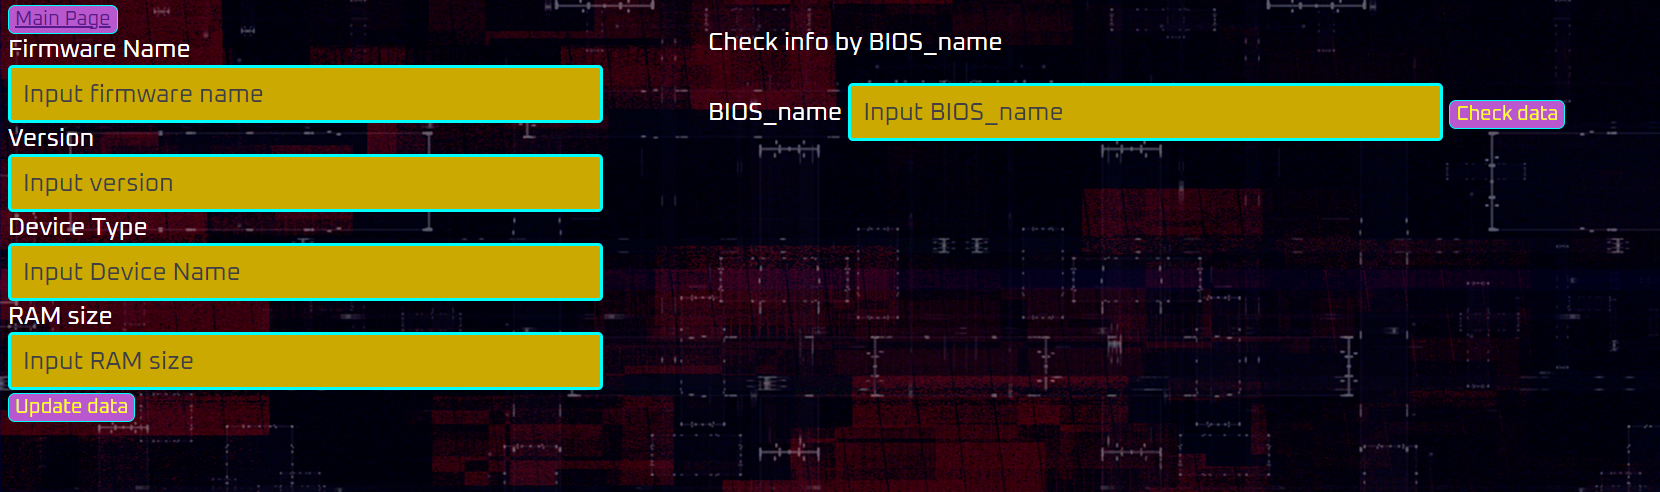 Main Page
Firmware Name
Input firmware name
Version
Input version
Device Type
Input Device Name
RAM size
Input RAM size
Update data
Check info by BIOS_name
BIOS_name Input BIOS_name Check data